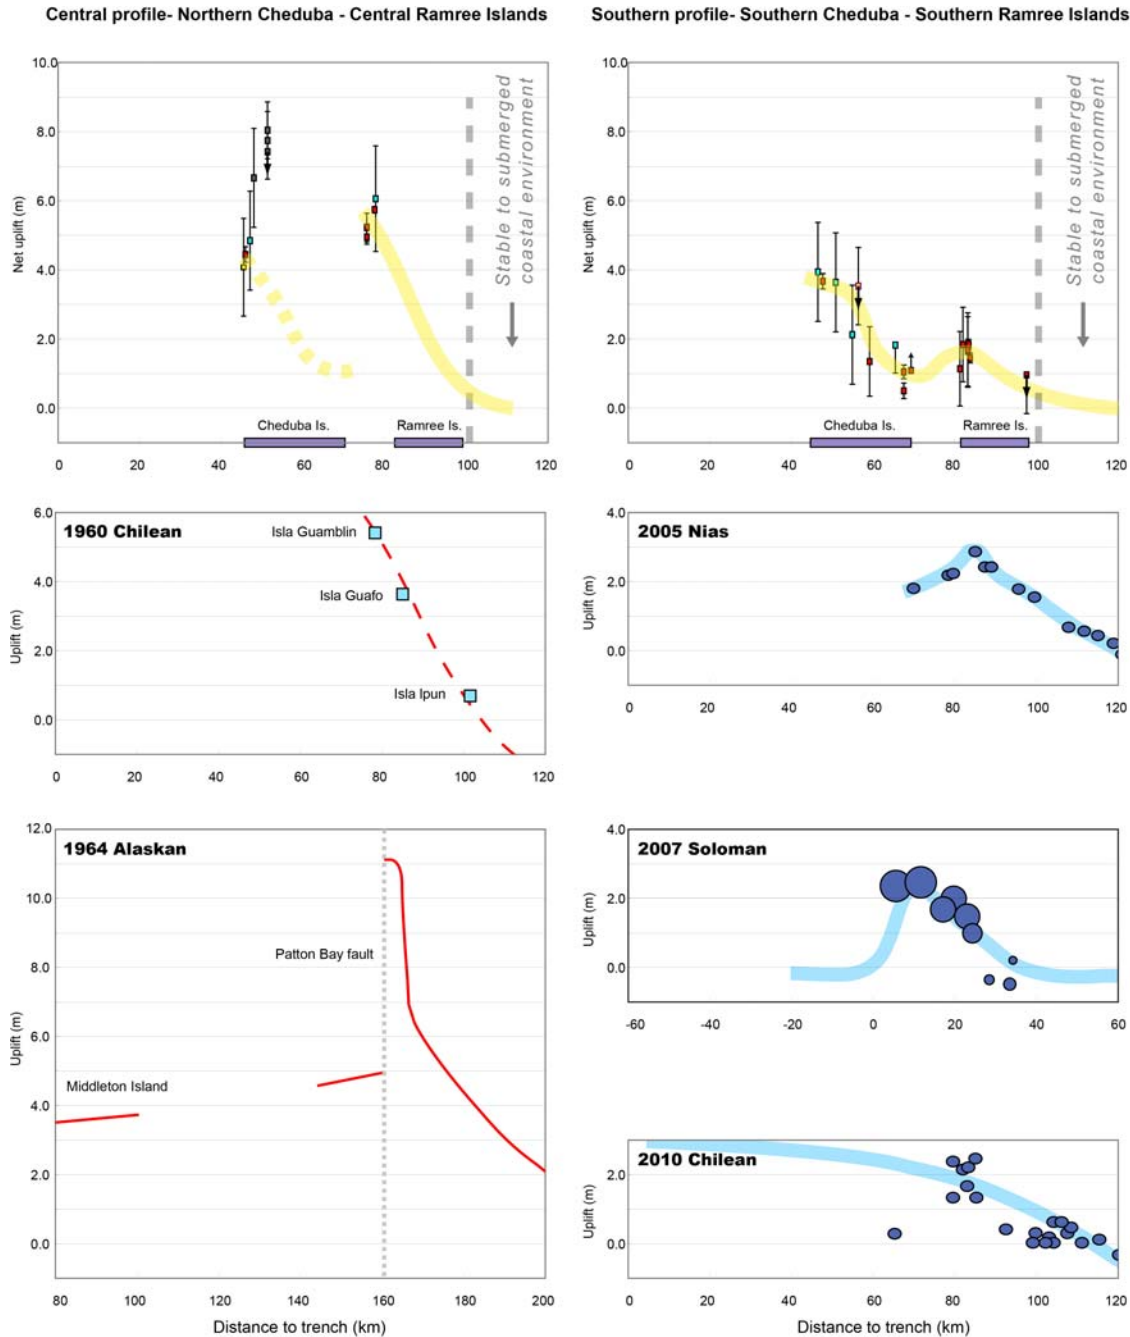 Central profile- Northern Cheduba - Central Ramree Islands
10.0
8.0
6.0
4.0
2.0
0.0
Net uplift (m)
Stable to submerged
coastal environment
Cheduba Is.
Ramree Is.
0
20
40
60
80
100
120
Southern profile- Southern Cheduba - Southern Ramree Islands
10.0
8.0
6.0
4.0
2.0
0.0
Net uplift (m)
Stable to submerged
coastal environment
Cheduba Is.
Ramree Is.
0
20
40
60
80
100
120
1960 Chilean
6.0
4.0
2.0
0.0
Uplift (m)
Isla Guamblin
Isla Guafo
Isla Ipun
0
20
40
60
80
100
120
2005 Nias
4.0
2.0
0.0
Uplift (m)
0
20
40
60
80
100
120
1964 Alaskan
12.0
10.0
8.0
6.0
4.0
2.0
0.0
Uplift (m)
Patton Bay fault
Middleton Island
80
100
120
140
160
180
200
Distance to trench (km)
2007 Soloman
4.0
2.0
0.0
Uplift (m)
-60
-40
-20
0
20
40
60
2010 Chilean
2.0
0.0
Uplift (m)
0
20
40
60
80
100
120
Distance to trench (km)